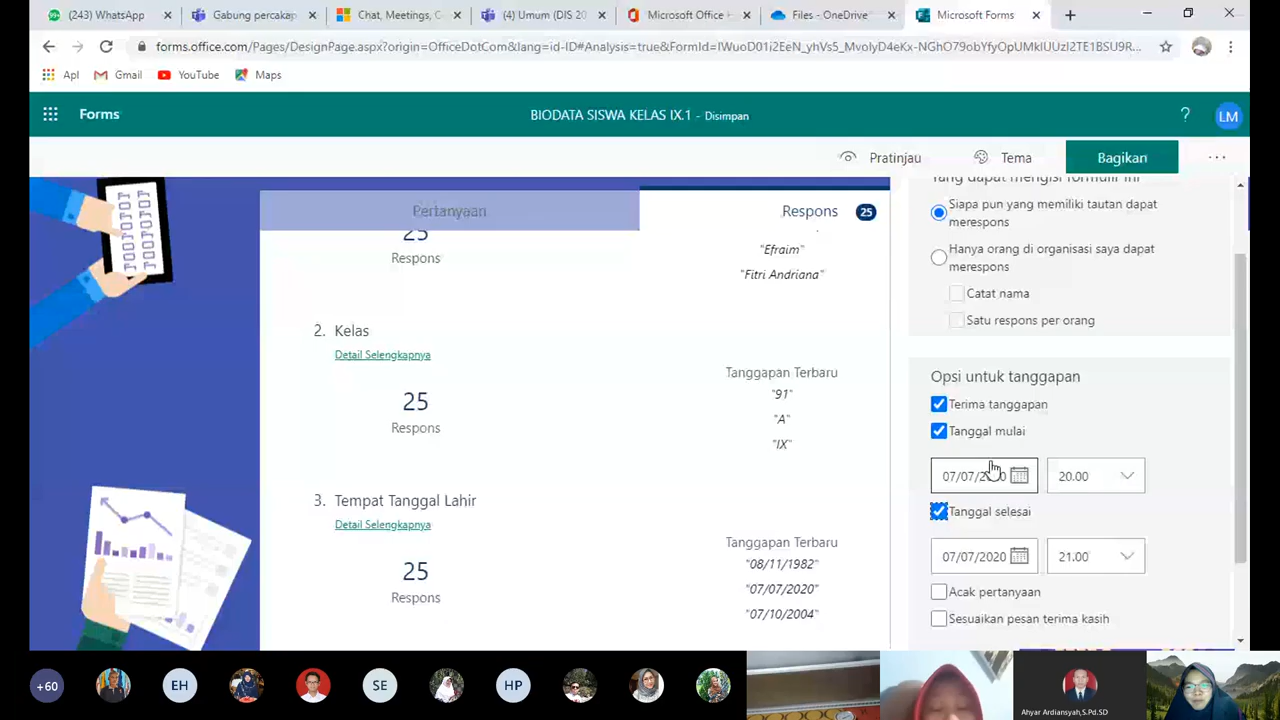 (243) WhatsApp
Gabung percakap
Chat, Meetings, C
(4) Umum (DIS 20
Microsoft Office H
Files - OneDrive
Microsoft Forms
forms.office.com/Pages/DesignPage.aspx?origin=OfficeDotCom&lang=id-ID#Analysis=true&FormId=
Apl
Gmail
YouTube
Maps
Forms
BIODATA SISWA KELAS IX.1 - Disimpan
?
LM
Pratinjau
Tema
Bagikan
Pertanyaan
Respons 25
25
Respons
"Efraim"
"Fitri Andriana"
2. Kelas
Detail Selengkapnya
25
Respons
Tanggapan Terbaru
"91"
"A"
"IX"
3. Tempat Tanggal Lahir
Detail Selengkapnya
25
Respons
Tanggapan Terbaru
"08/11/1982"
"07/07/2020"
"07/10/2004"
Yang dapat mengisi formulir ini
Siapa pun yang memiliki tautan dapat
merespons
Hanya orang di organisasi saya dapat
merespons
Catat nama
Satu respons per orang
Opsi untuk tanggapan
Terima tanggapan
Tanggal mulai
07/07/2020
20.00
Tanggal selesai
07/07/2020
21.00
Acak pertanyaan
Sesuaikan pesan terima kasih
+60
EH
SE
HP
Ahyar Ardiansyah,S.Pd.SD